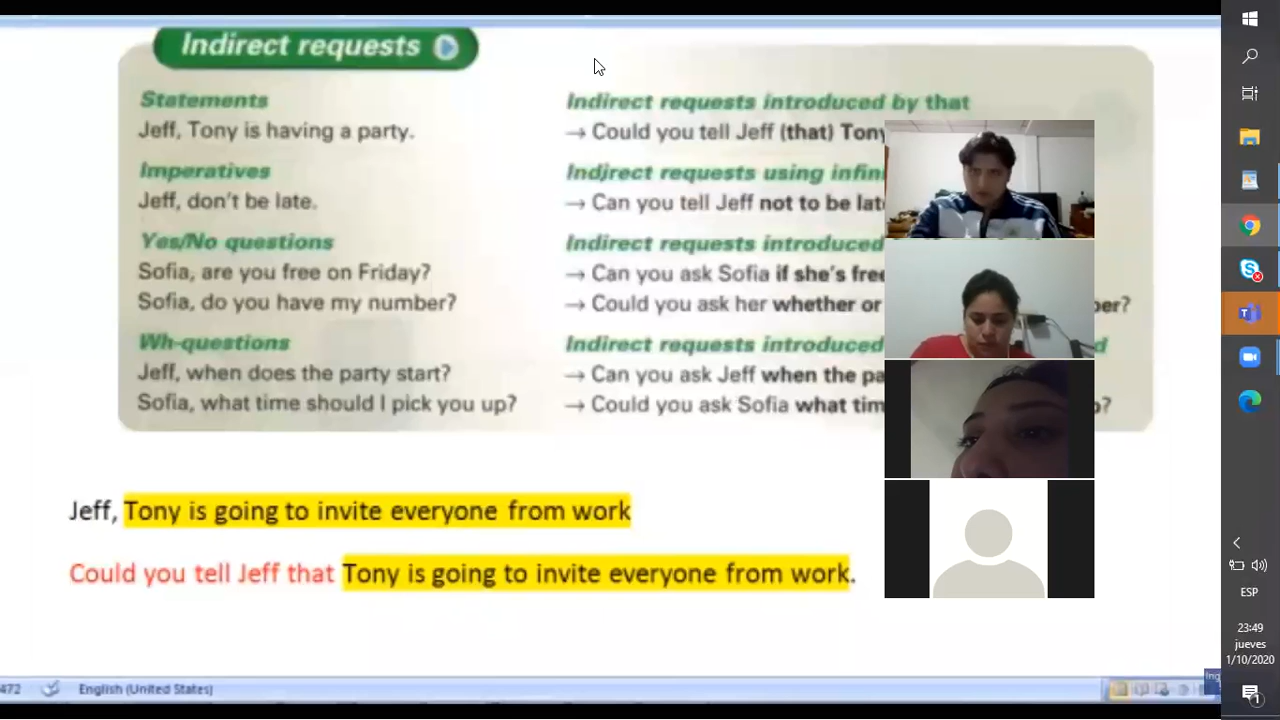 Indirect requests
Statements
Jeff, Tony is having a party.
Indirect requests introduced by that
→ Could you tell Jeff (that) Tony
Imperatives
Jeff, don't be late.
Indirect requests using
→ Can you tell Jeff not to be
Yes/No questions
Sofia, are you free on Friday?
Sofia, do you have my number?
Indirect requests introduced
→ Can you ask Sofia if she's free
→ Could you ask her whether or
Wh-questions
Jeff, when does the party start?
Sofia, what time should I pick you up?
Indirect requests introduced
→ Can you ask Jeff when the
→ Could you ask Sofia what
Jeff, Tony is going to invite everyone from work
Could you tell Jeff that Tony is going to invite everyone from work.
472
English (United States)
ESP
23:49
jueves
1/10/2020
1